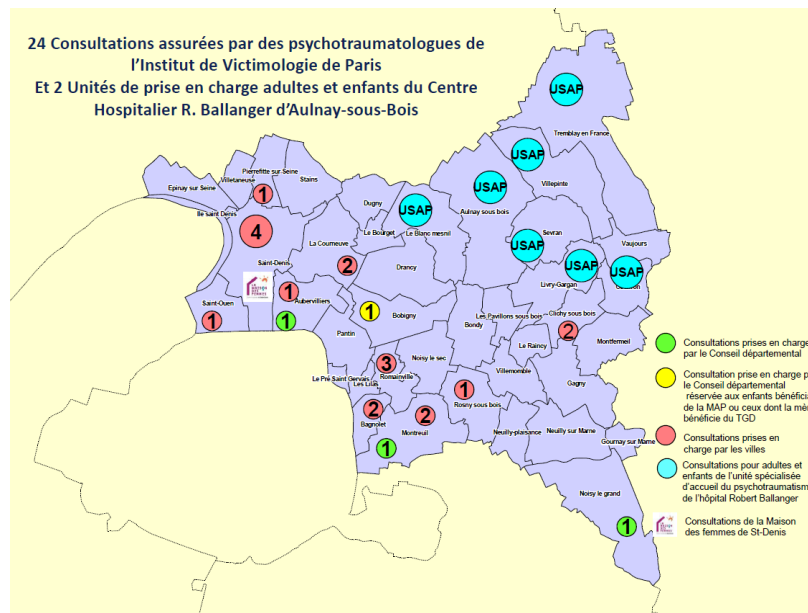 24 Consultations assurées par des psychotraumatologues de
l'Institut de Victimologie de Paris
Et 2 Unités de prise en charge adultes et enfants du Centre
Hospitalier R. Ballanger d'Aulnay-sous-Bois
USAP
Tremblay en France
USAP
Villepinte
USAP
Aulnay sous bois
Pierrefitte sur-Seine
Villetaneuse
Stains
Epinay sur Seine
1
Ile saint Denis
Dugny
USAP
Le Bourget
Le Blanc mesnil
4
La Courneuve
Sevran
USAP
Vaujours
Saint-Denis
2
Drancy
USAP
USAP
Livry-Gargan
LA
MAISON
DES
FEMMES
1
Aubervilliers
Saint-Ouen
1
1
1
Bobigny
Les Pavillons sous bois
Clichy sous bois
2
Bondy
Pantin
Montfermeil
Le Raincy
Noisy le sec
3
Romainville
Le Pré Saint Gervais
Les Lilas
Villemomble
Gagny
1
Rosny sous bois
2
Bagnolet
2
Montreuil
Neuilly-plaisance
Neuilly sur Marne
Gournay sur Marne
1
Noisy le grand
1
Consultations prises en charge
par le Conseil départemental
Consultation prise en charge p
le Conseil départemental
réservée aux enfants bénéficia
de la MAP ou ceux dont la mè
bénéficie du TGD
Consultations prises en
charge par les villes
Consultations pour adultes et
enfants de l'unité spécialisée
d'accueil du psychotraumatism
de l'hôpital Robert Ballanger
Consultations de la Maison
des femmes de St-Denis